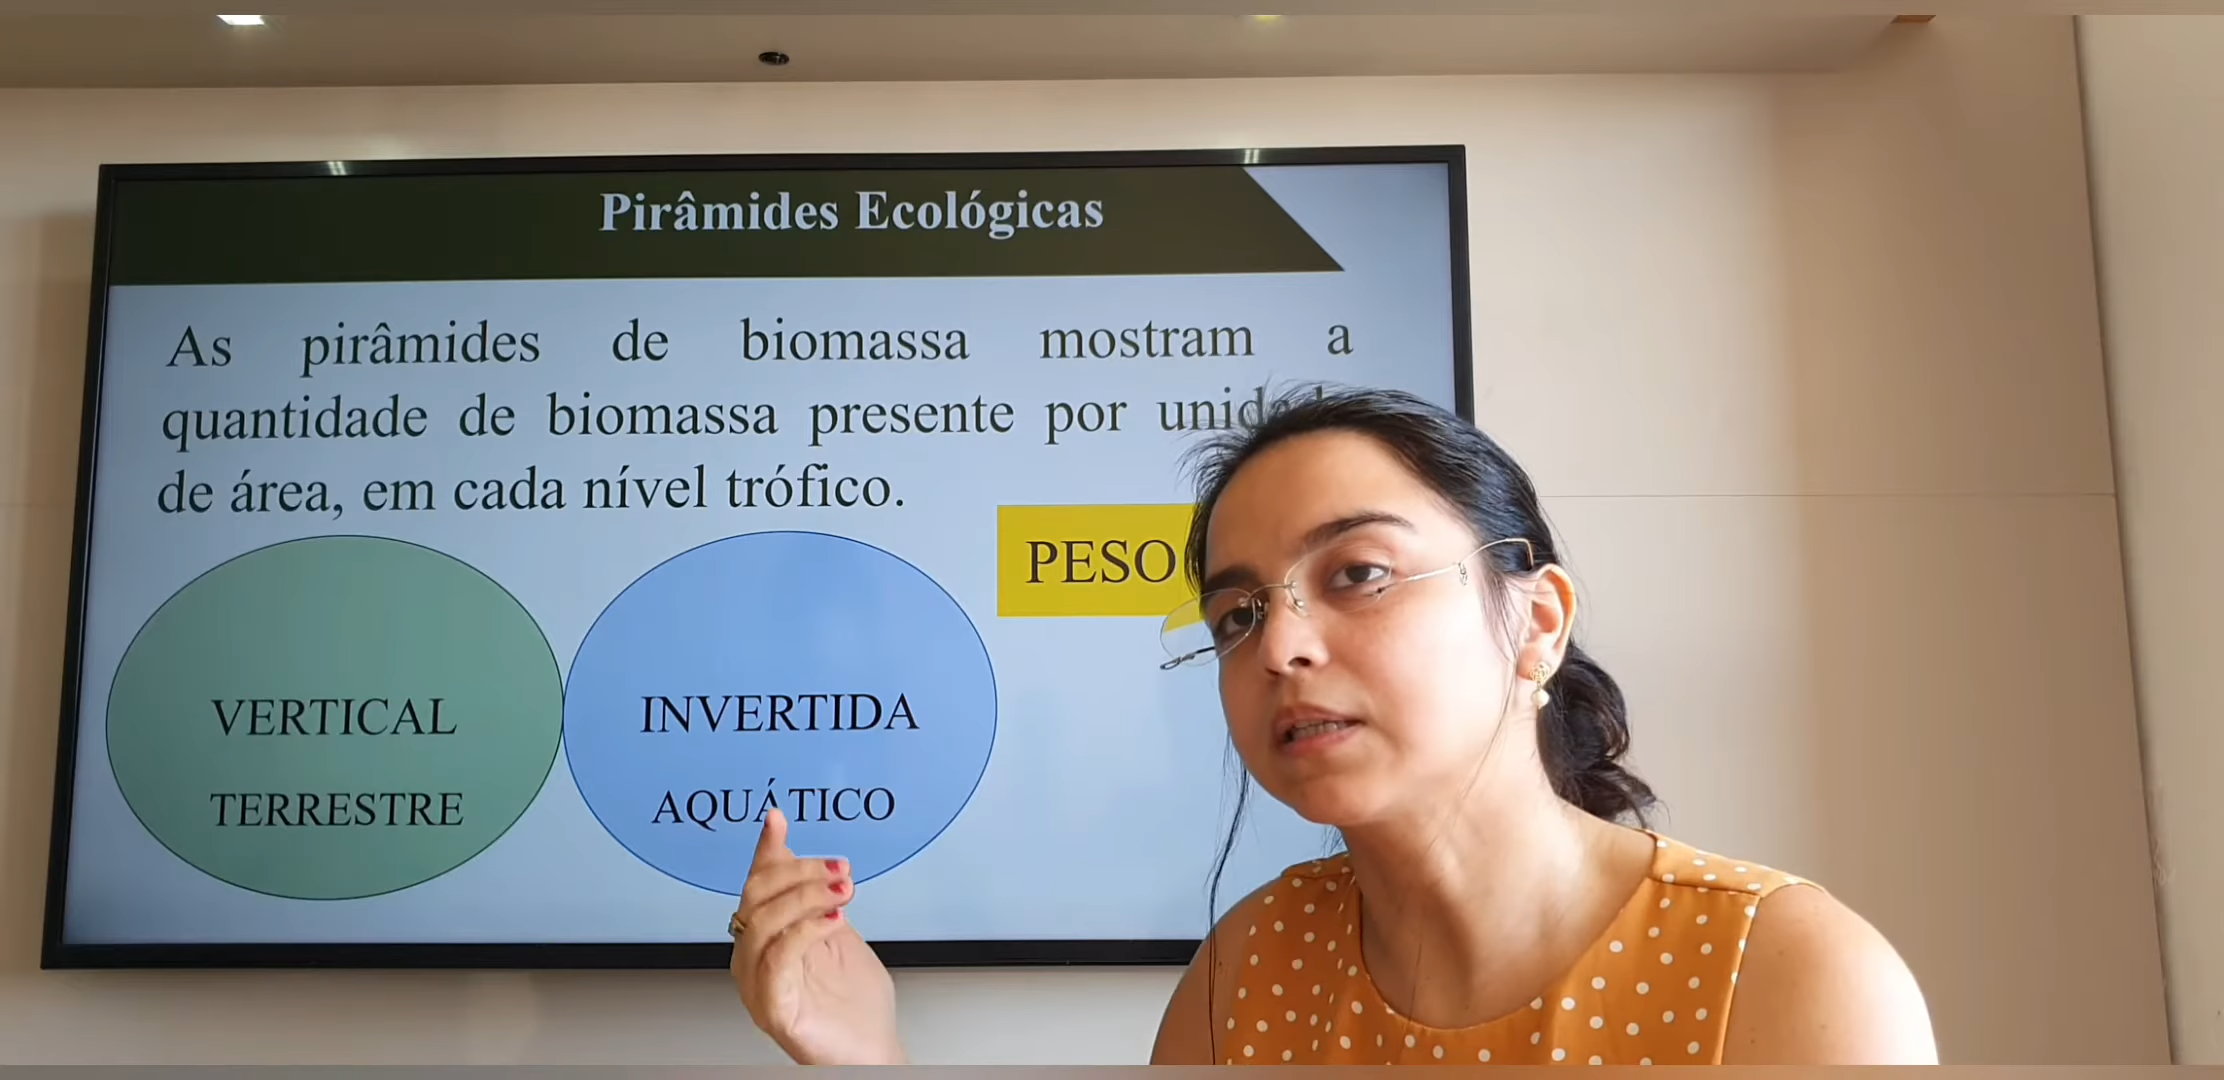 Pirâmides Ecológicas
As pirâmides de biomassa mostram a
quantidade de biomassa presente por
de área, em cada nível trófico.
PESO
VERTICAL
TERRESTRE
INVERTIDA
AQUÁTICO